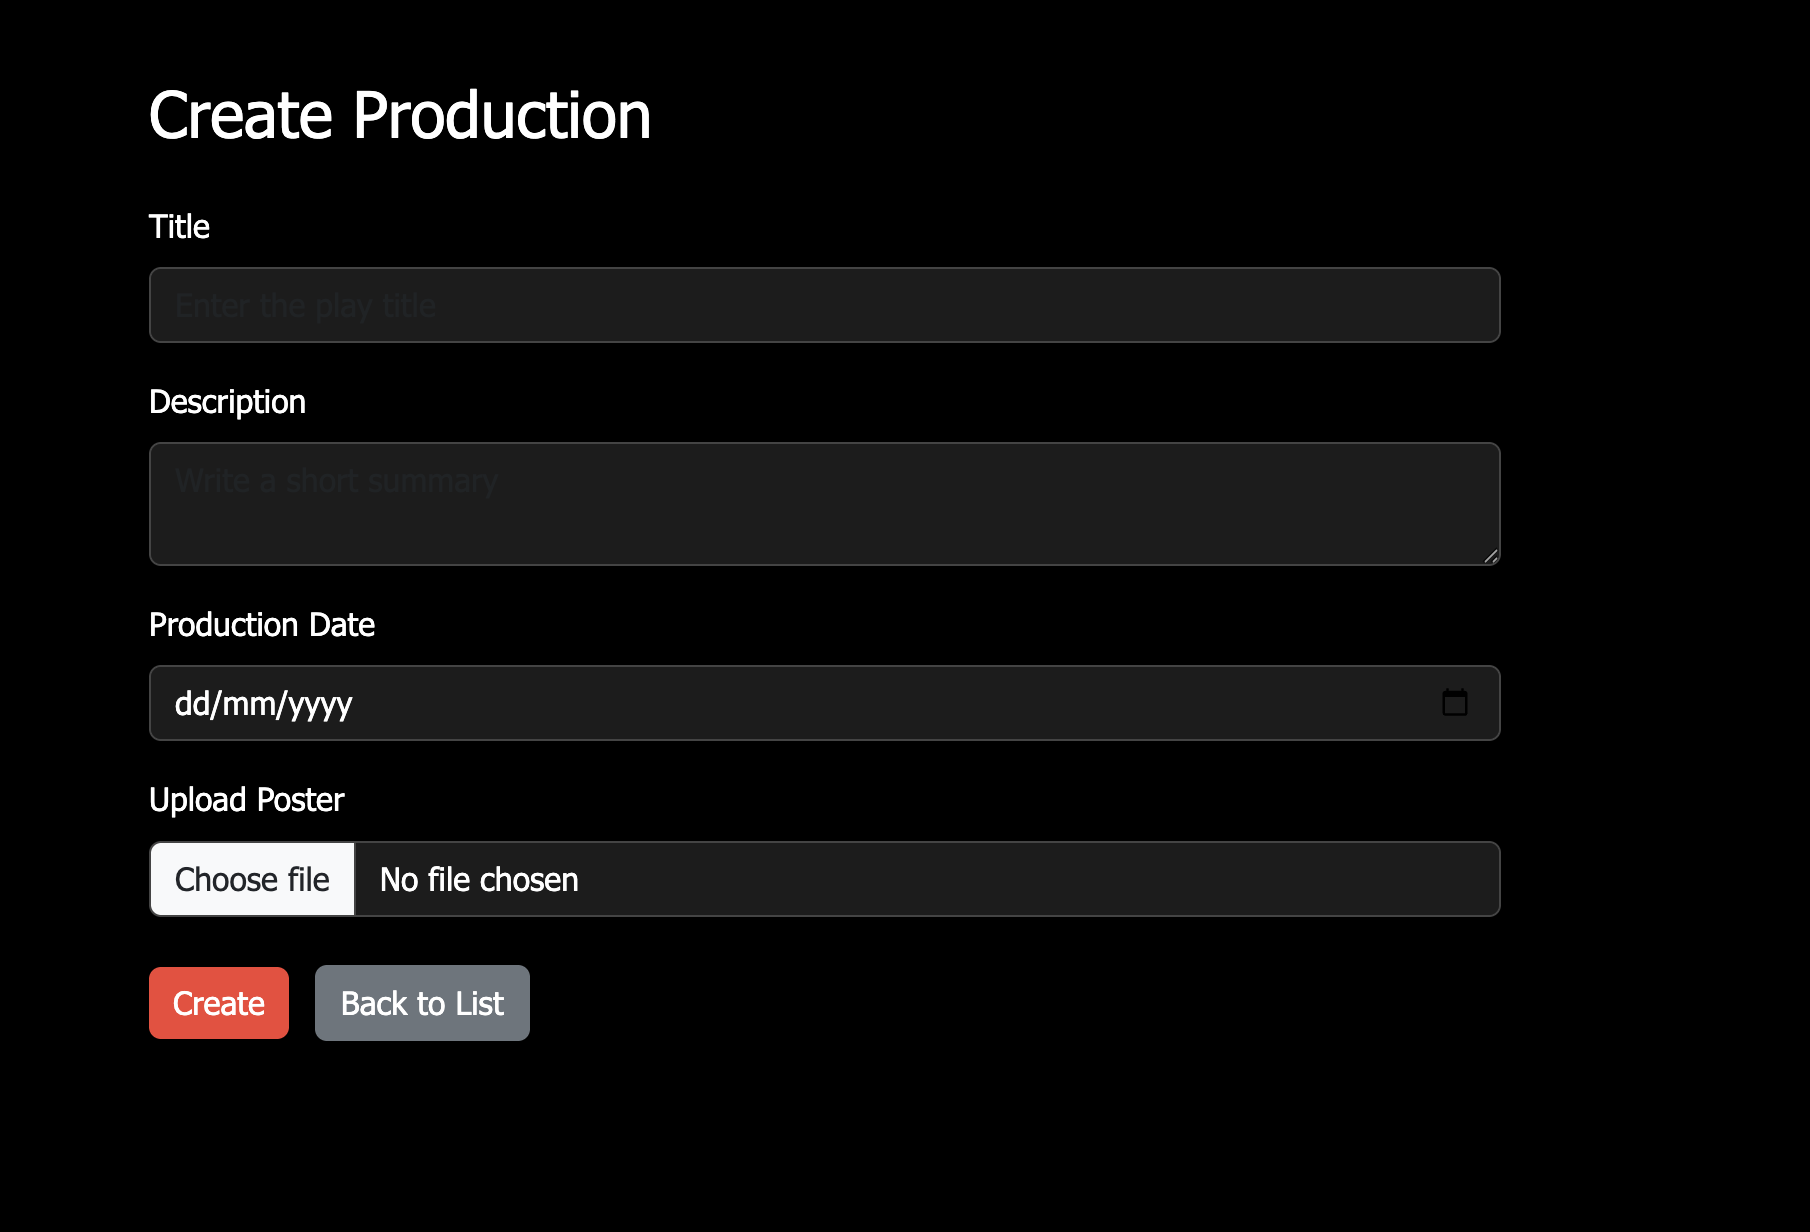 Create Production
Title
Enter the play title
Description
Write a short summary
Production Date
dd/mm/yyyy
Upload Poster
Choose file No file chosen
Create Back to List